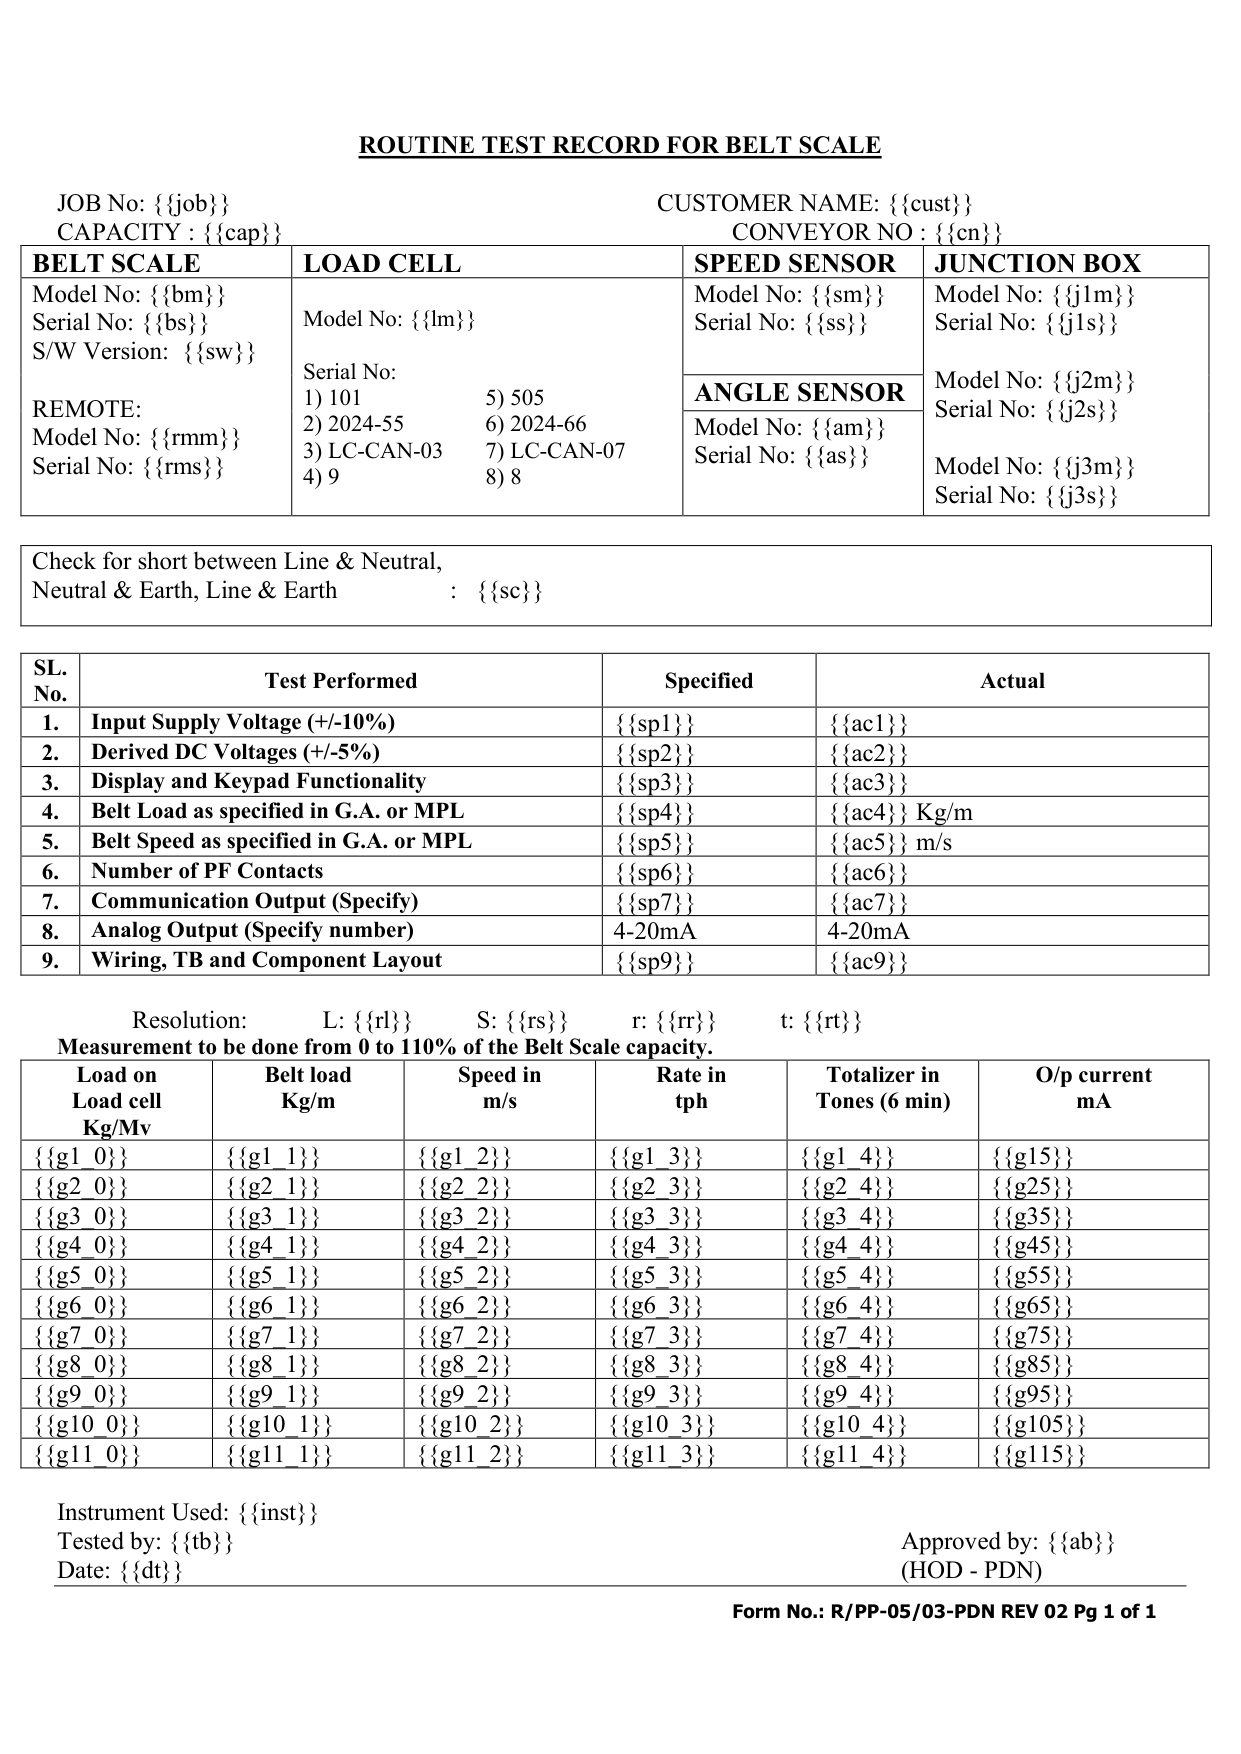 ROUTINE TEST RECORD FOR BELT SCALE
JOB No: {{job}} CUSTOMER NAME: {{cust}}
CAPACITY : {{cap}} CONVEYOR NO : {{cn}}
BELT SCALE
Model No: {{bm}}
Serial No: {{bs}}
S/W Version: {{sw}}
REMOTE:
Model No: {{rmm}}
Serial No: {{rms}}
LOAD CELL
Model No: {{lm}}
Serial No:
1) 101 5) 505
2) 2024-55 6) 2024-66
3) LC-CAN-03 7) LC-CAN-07
4) 9 8) 8
SPEED SENSOR
Model No: {{sm}}
Serial No: {{ss}}
ANGLE SENSOR
Model No: {{am}}
Serial No: {{as}}
JUNCTION BOX
Model No: {{j1m}}
Serial No: {{j1s}}
Model No: {{j2m}}
Serial No: {{j2s}}
Model No: {{j3m}}
Serial No: {{j3s}}
Check for short between Line & Neutral,
Neutral & Earth, Line & Earth : {{sc}}
SL. No. Test Performed Specified Actual
1. Input Supply Voltage (+/-10%) {{sp1}} {{ac1}}
2. Derived DC Voltages (+/-5%) {{sp2}} {{ac2}}
3. Display and Keypad Functionality {{sp3}} {{ac3}}
4. Belt Load as specified in G.A. or MPL {{sp4}} {{ac4}} Kg/m
5. Belt Speed as specified in G.A. or MPL {{sp5}} {{ac5}} m/s
6. Number of PF Contacts {{sp6}} {{ac6}}
7. Communication Output (Specify) {{sp7}} {{ac7}}
8. Analog Output (Specify number) 4-20mA 4-20mA
9. Wiring, TB and Component Layout {{sp9}} {{ac9}}
Resolution: L: {{rl}} S: {{rs}} r: {{rr}} t: {{rt}}
Measurement to be done from 0 to 110% of the Belt Scale capacity.
Load on Belt load Speed in Rate in Totalizer in O/p current
Load cell Kg/m m/s tph Tones (6 min) mA
Kg/Mv
{{g1_0}} {{g1_1}} {{g1_2}} {{g1_3}} {{g1_4}} {{g15}}
{{g2_0}} {{g2_1}} {{g2_2}} {{g2_3}} {{g2_4}} {{g25}}
{{g3_0}} {{g3_1}} {{g3_2}} {{g3_3}} {{g3_4}} {{g35}}
{{g4_0}} {{g4_1}} {{g4_2}} {{g4_3}} {{g4_4}} {{g45}}
{{g5_0}} {{g5_1}} {{g5_2}} {{g5_3}} {{g5_4}} {{g55}}
{{g6_0}} {{g6_1}} {{g6_2}} {{g6_3}} {{g6_4}} {{g65}}
{{g7_0}} {{g7_1}} {{g7_2}} {{g7_3}} {{g7_4}} {{g75}}
{{g8_0}} {{g8_1}} {{g8_2}} {{g8_3}} {{g8_4}} {{g85}}
{{g9_0}} {{g9_1}} {{g9_2}} {{g9_3}} {{g9_4}} {{g95}}
{{g10_0}} {{g10_1}} {{g10_2}} {{g10_3}} {{g10_4}} {{g105}}
{{g11_0}} {{g11_1}} {{g11_2}} {{g11_3}} {{g11_4}} {{g115}}
Instrument Used: {{inst}}
Tested by: {{tb}} Approved by: {{ab}}
Date: {{dt}} (HOD - PDN)
Form No.: R/PP-05/03-PDN REV 02 Pg 1 of 1